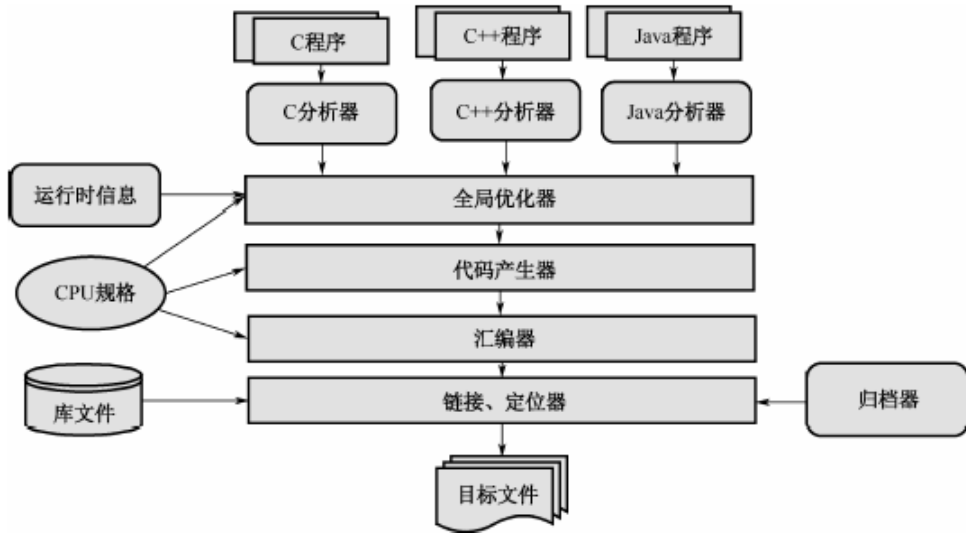 C程序
C++程序
Java程序
C分析器
C++分析器
Java分析器
运行时信息
全局优化器
CPU规格
代码产生器
汇编器
库文件
链接、定位器
归档器
目标文件